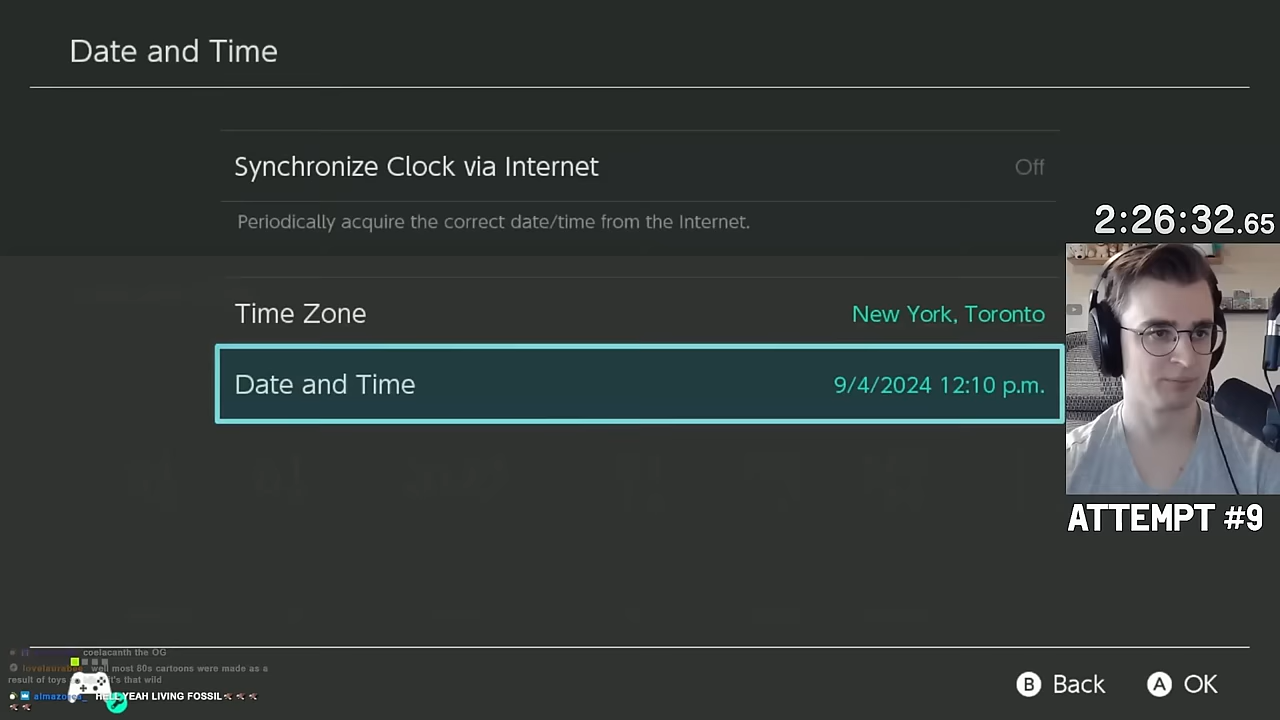 Date and Time
Synchronize Clock via Internet Off
Periodically acquire the correct date/time from the Internet.
2:26:32.65
Time Zone New York, Toronto
Date and Time 9/4/2024 12:10 p.m.
ATTEMPT #9
coelacanth the OG
well most 80s cartoons were made as a
result of toys
that wild
HELL YEAH LIVING FOSSIL
B Back A OK